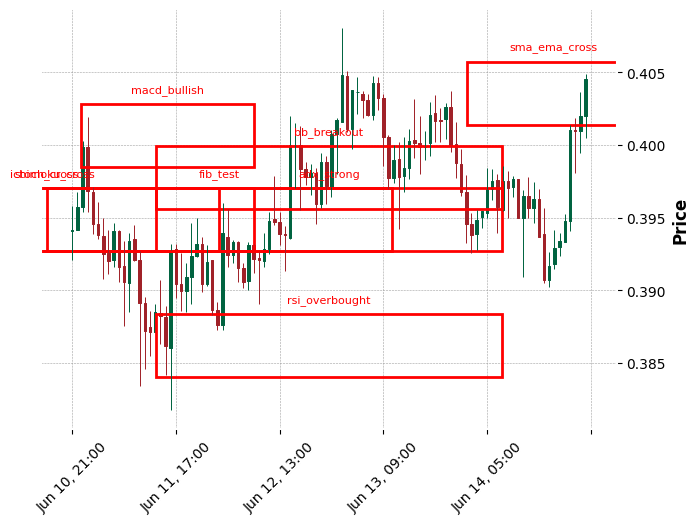 sma_ema_cross
macd_bullish
bb_breakout
fib_test
rsi_overbought
0.405
0.400
0.395
0.390
0.385
Price
Jun 10, 21:00
Jun 11, 17:00
Jun 12, 13:00
Jun 13, 09:00
Jun 14, 05:00